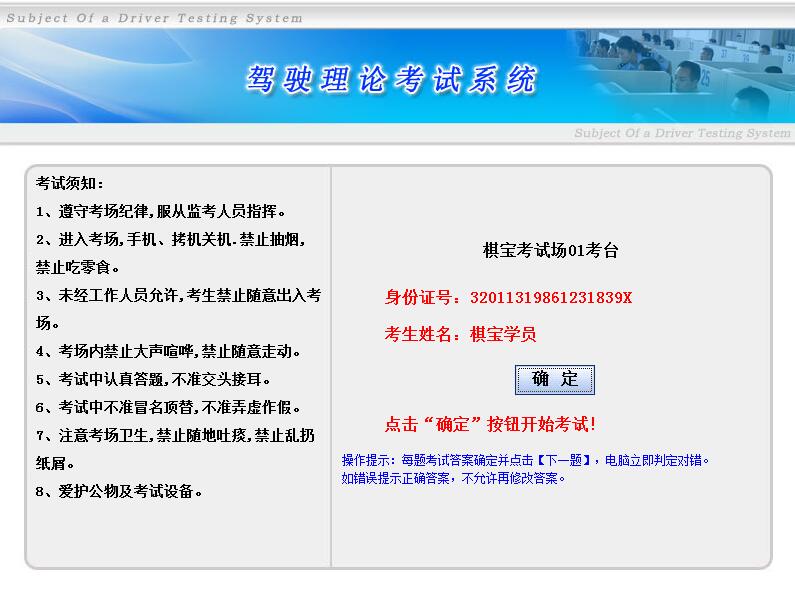 Subject Of a Driver Testing System
驾驶理论考试系统
Subject Of a Driver Testing System
考试须知:
1、遵守考场纪律,服从监考人员指挥。
2、进入考场,手机、拷机关机.禁止抽烟,
禁止吃零食。
3、未经工作人员允许,考生禁止随意出入考
场。
4、考场内禁止大声喧哗,禁止随意走动。
5、考试中认真答题,不准交头接耳。
6、考试中不准冒名顶替,不准弄虚作假。
7、注意考场卫生,禁止随地吐痰,禁止乱扔
纸屑。
8、爱护公物及考试设备。
棋宝考试场01考台
身份证号: 32011319861231839X
考生姓名: 棋宝学员
确 定
点击“确定”按钮开始考试!
操作提示: 每题考试答案确定并点击【下一题】, 电脑立即判定对错。
如错误提示正确答案, 不允许再修改答案。